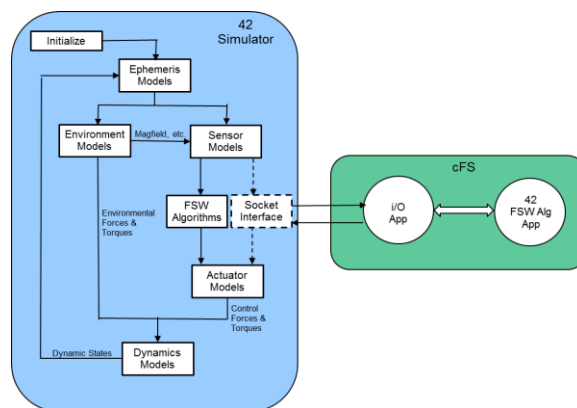 42
Simulator
Initialize
Ephemeris
Models
Environment
Models
Magfield, etc.
Sensor
Models
cFS
Environmental
Forces &
Torques
FSW
Algorithms
Socket
Interface
i/O
App
42
FSW Alg
App
Actuator
Models
Control
Forces &
Torques
Dynamic States
Dynamics
Models